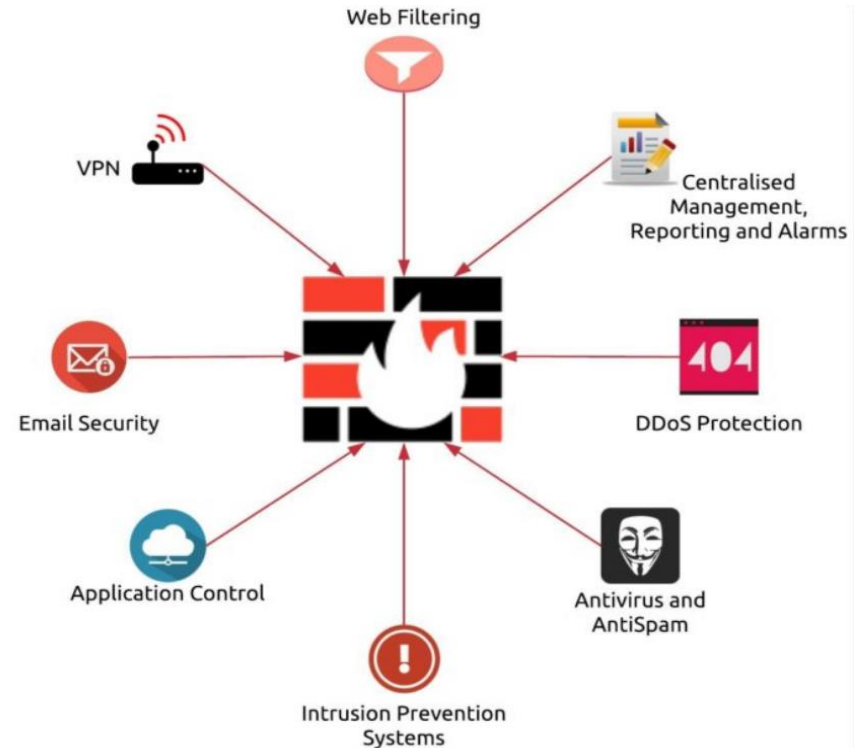 Web Filtering
VPN
Centralised
Management,
Reporting and Alarms
404
Email Security
DDoS Protection
Application Control
Antivirus and
AntiSpam
Intrusion Prevention
Systems